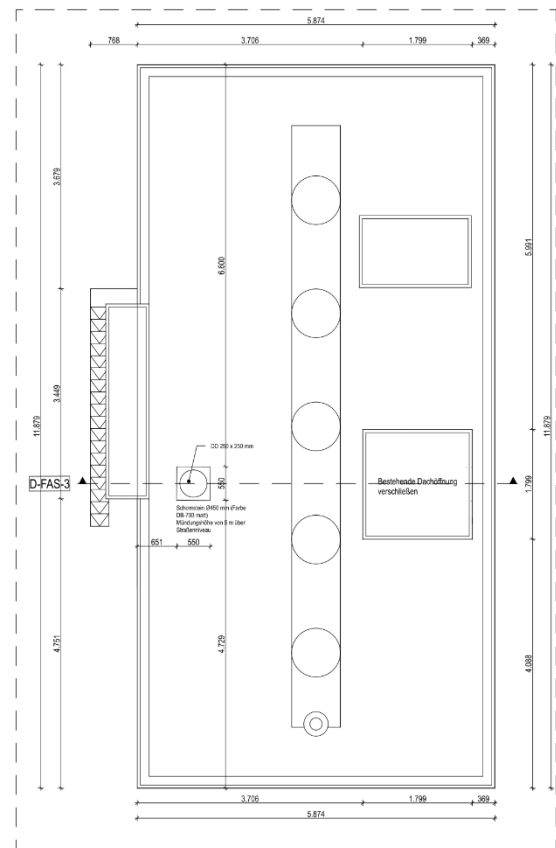 5.874
768
3.706
1.799
369
3.679
6.600
5.991
3.449
11.879
11.879
DD 250 x 250 mm
D-FAS-3
550
Bestehende Dachöffnung
verschließen
1.799
Schornstein Ø450 mm (Farbe
DB-703 matt)
Mündungshöhe von 5 m über
Straßenniveau
651
550
4.751
4.729
4.088
3.706
1.799
369
5.874